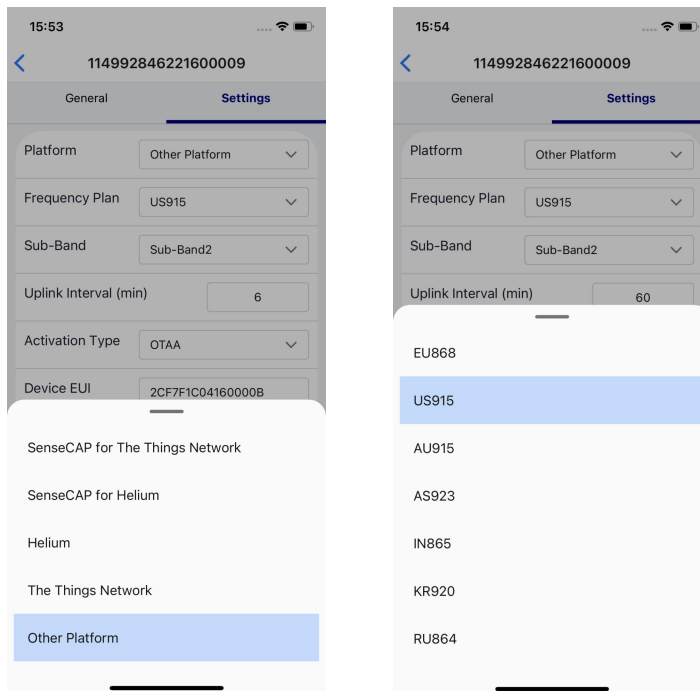 15:53
114992846221600009
General Settings
Platform Other Platform
Frequency Plan US915
Sub-Band Sub-Band2
Uplink Interval (min) 6
Activation Type OTAA
Device EUI 2CF7F1C04160000B
SenseCAP for The Things Network
SenseCAP for Helium
Helium
The Things Network
Other Platform
15:54
114992846221600009
General Settings
Platform Other Platform
Frequency Plan US915
Sub-Band Sub-Band2
Uplink Interval (min) 60
EU868
US915
AU915
AS923
IN865
KR920
RU864